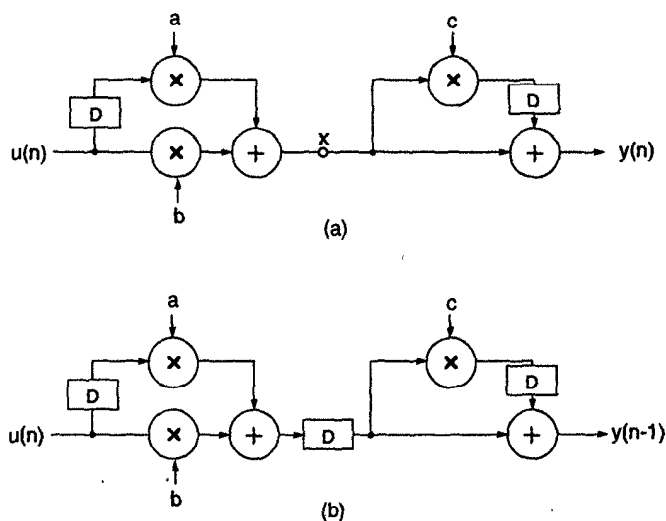 a
c
×
×
D
D
x
u(n)
×
+
+
y(n)
b
(a)
a
c
×
×
D
D
u(n)
×
+
D
+
y(n-1)
b
(b)